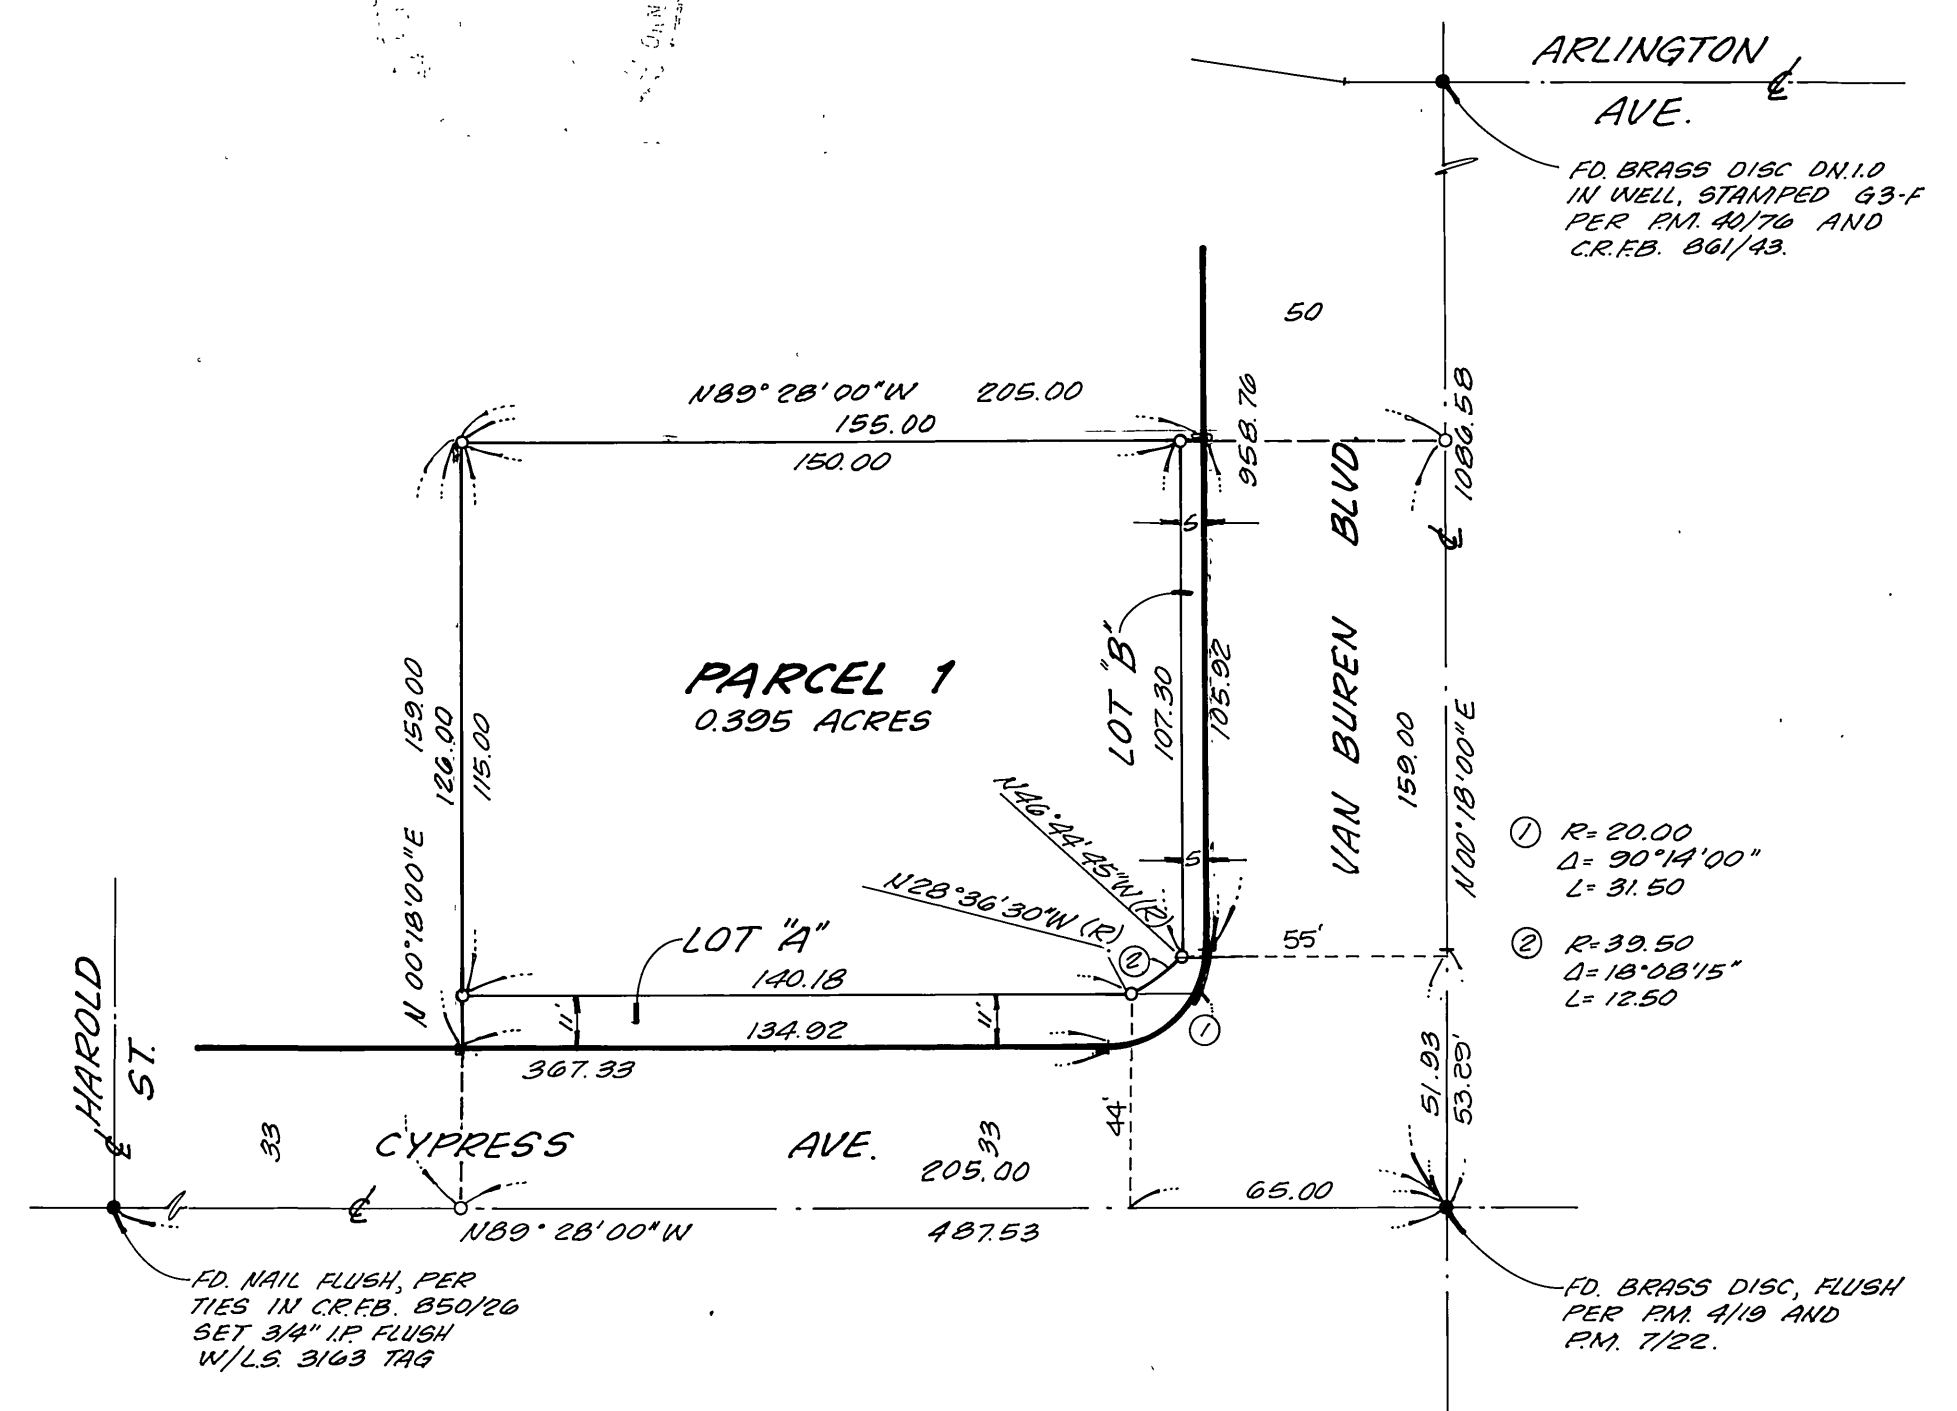 ARLINGTON ℄
AVE.
FD. BRASS DISC DN. 1.0
IN WELL, STAMPED G3-F
PER P.M. 40/76 AND
C.R.F.B. 861/43.
50
N89°28'00"W 205.00
155.00
150.00
958.76
1086.58
℄
VAN BUREN BLVD.
5
LOT "B"
107.30
105.92
159.00
N00°18'00"E
PARCEL 1
0.395 ACRES
N 00°18'00"E 159.00
126.00
115.00
N46°44'45"W(R)
N28°36'30"W (R)
5
① R= 20.00
Δ= 90°14'00"
L= 31.50
② R= 39.50
Δ= 18°08'15"
L= 12.50
LOT "A"
②
55'
140.18
11'
11'
134.92
①
367.33
HAROLD
ST.
℄
33
CYPRESS AVE.
33
44'
51.93
53.29'
205.00
65.00
℄
N89°28'00"W 487.53
FD. NAIL FLUSH, PER
TIES IN C.R.F.B. 850/26
SET 3/4" I.P. FLUSH
W/L.S. 3163 TAG
FD. BRASS DISC, FLUSH
PER P.M. 4/19 AND
P.M. 7/22.